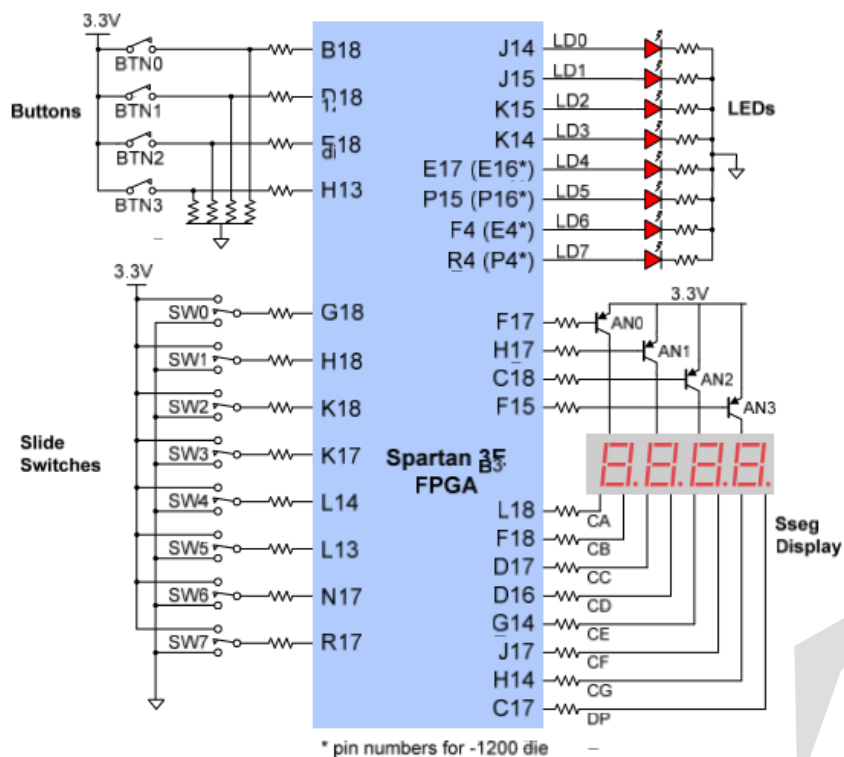 3.3V
BTN0
BTN1
BTN2
BTN3
Buttons
B18
H13
J14
J15
K15
K14
E17 (E16*)
P15 (P16*)
F4 (E4*)
R4 (P4*)
LD0
LD1
LD2
LD3
LD4
LD5
LD6
LD7
LEDs
3.3V
SW0
SW1
SW2
SW3
SW4
SW5
SW6
SW7
Slide
Switches
G18
H18
K18
K17
L14
L13
N17
R17
Spartan
FPGA
F17
H17
C18
F15
3.3V
AN0
AN1
AN2
AN3
8.8.8.8.
L18
F18
D17
D16
G14
J17
H14
C17
CA
CB
CC
CD
CE
CF
CG
DP
Sseg
Display
* pin numbers for -1200 die